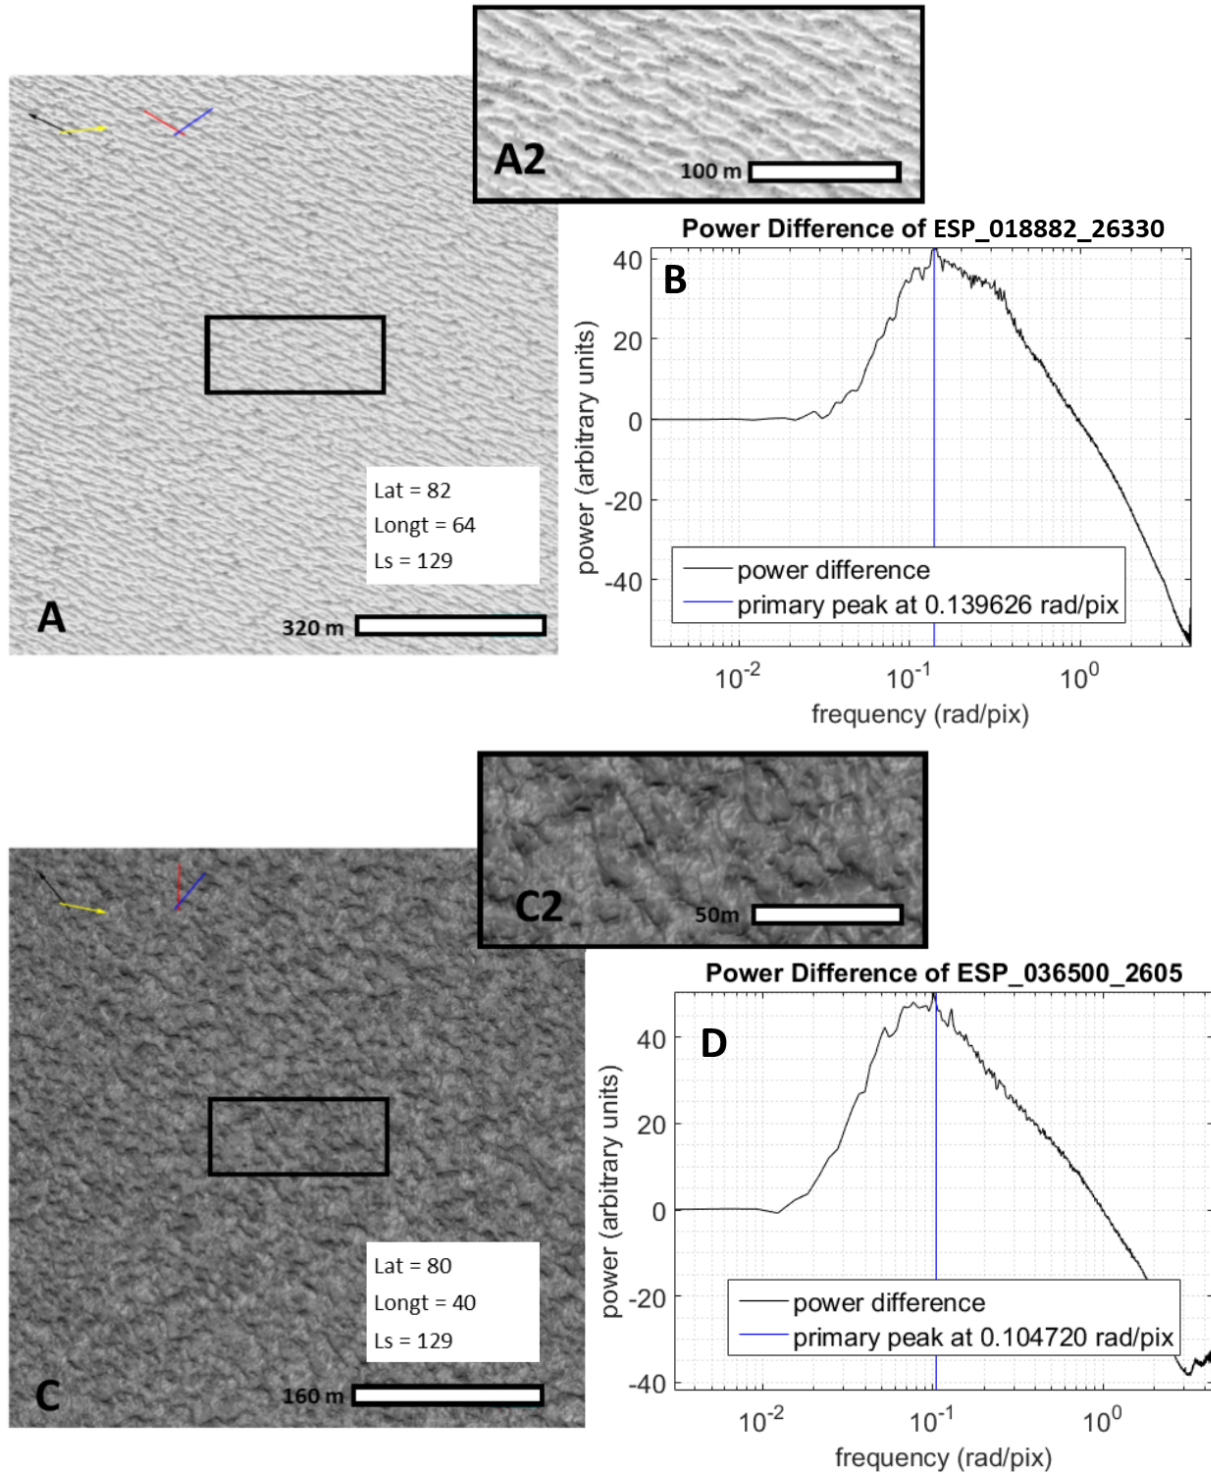 A2
100 m
Lat = 82
Longt = 64
Ls = 129
A
320 m
Power Difference of ESP_018882_26330
B
power (arbitrary units)
40
20
0
-20
-40
power difference
primary peak at 0.139626 rad/pix
10^-2
10^-1
10^0
frequency (rad/pix)
C2
50m
Lat = 80
Longt = 40
Ls = 129
C
160 m
Power Difference of ESP_036500_2605
D
power (arbitrary units)
40
20
0
-20
-40
power difference
primary peak at 0.104720 rad/pix
10^-2
10^-1
10^0
frequency (rad/pix)